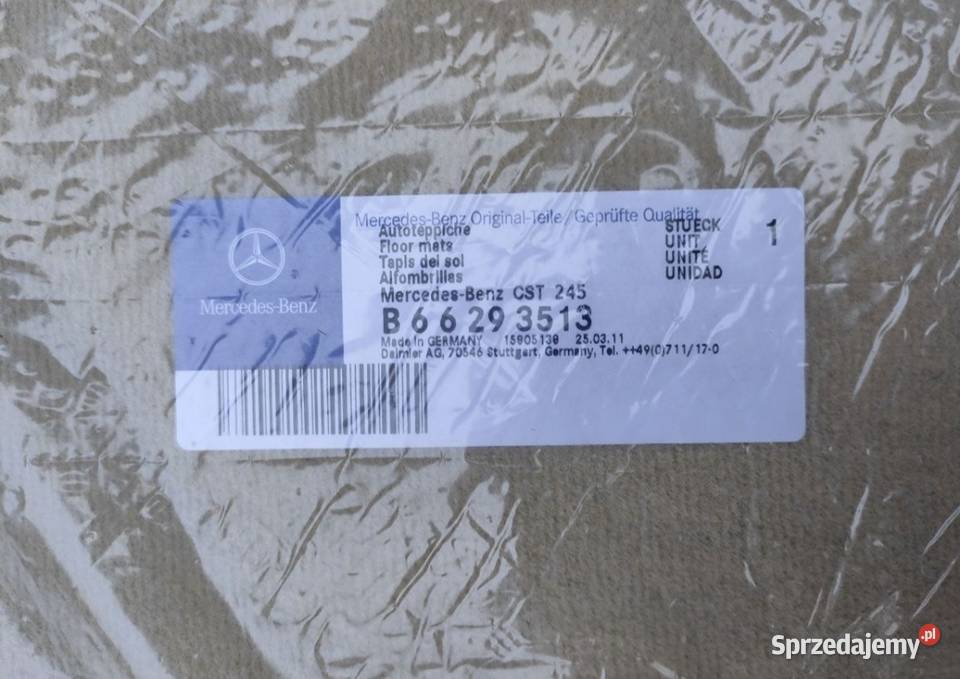 Mercedes-Benz Original-Teile/Geprüfte Qualität
Autoteppiche STUECK 1
Floor mats UNIT
Tapis del sol UNITÉ
Alfombrilles UNIDAD
Mercedes-Benz CST 245
B 6 6 29 3513
Made in GERMANY 15805138 25.03.11
Daimler AG, 70546 Stuttgart, Germany, Tel. ++49(0)711/17-0
Mercedes-Benz
Sprzedajemy.pl